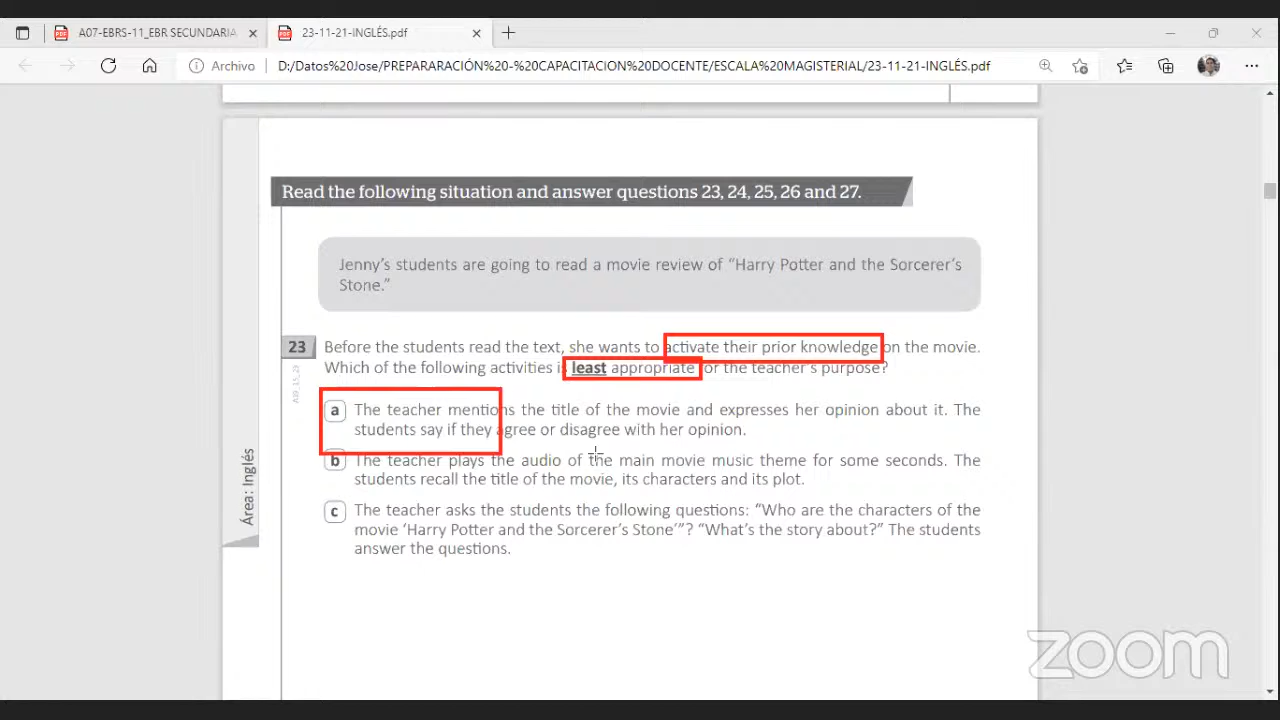 A07-EBRS-11_EBR SECUNDARIA
23-11-21-INGLÉS.pdf
Archivo
D:/Datos%20Jose/PREPARARACIÓN%20-%20CAPACITACION%20DOCENTE/ESCALA%20MAGISTERIAL/23-11-21-INGLÉS.pdf
Read the following situation and answer questions 23, 24, 25, 26 and 27.
Jenny's students are going to read a movie review of "Harry Potter and the Sorcerer's
Stone."
23
Before the students read the text, she wants to activate their prior knowledge on the movie.
Which of the following activities is least appropriate for the teacher's purpose?
a
The teacher mentions the title of the movie and expresses her opinion about it. The
students say if they agree or disagree with her opinion.
b
The teacher plays the audio of the main movie music theme for some seconds. The
students recall the title of the movie, its characters and its plot.
c
The teacher asks the students the following questions: "Who are the characters of the
movie 'Harry Potter and the Sorcerer's Stone'"? "What's the story about?" The students
answer the questions.
Área: Inglés
zoom